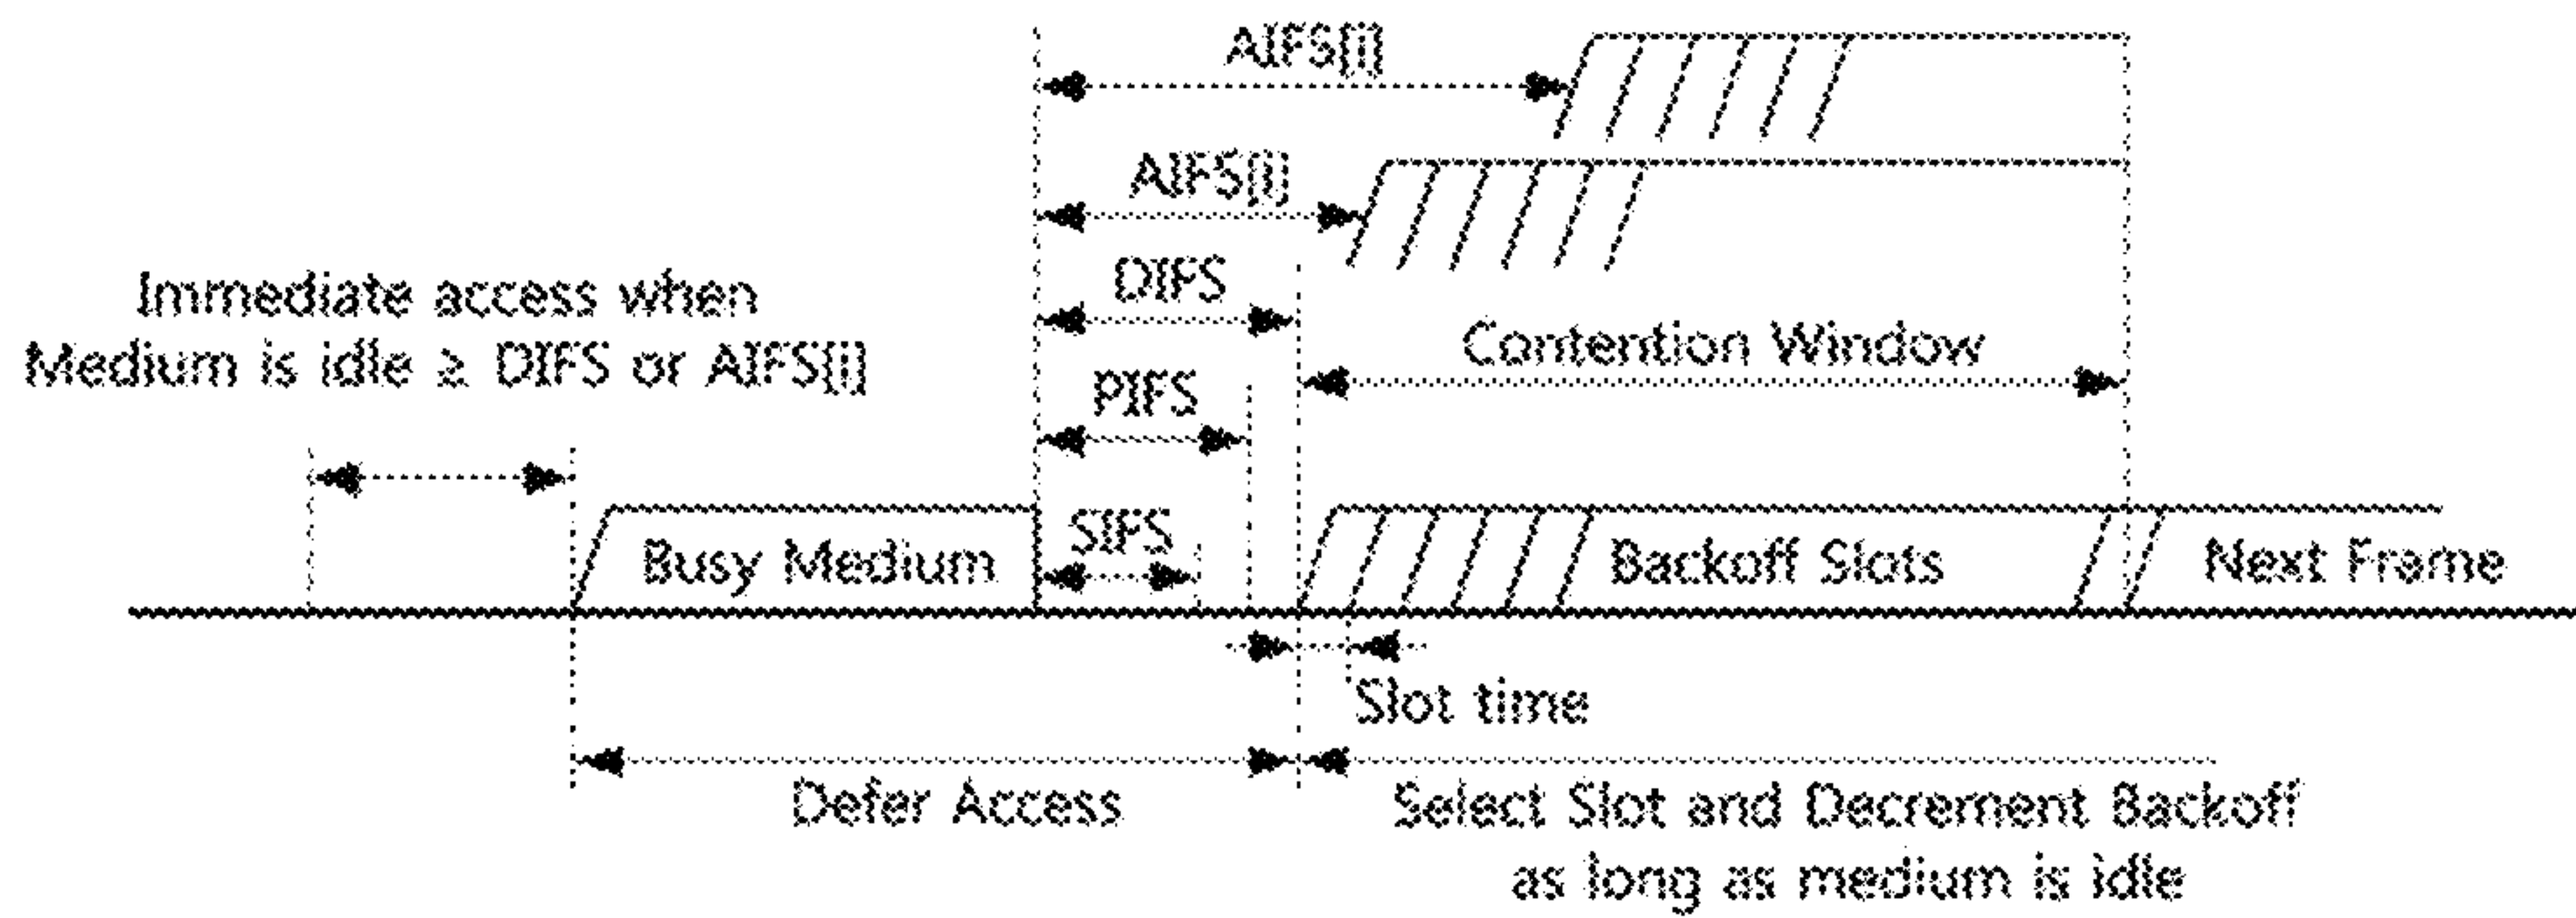 AIFS[i]
AIFS[i]
DIFS
Immediate access when
Medium is idle ≥ DIFS or AIFS[i]
Contention Window
PIFS
SIFS
Busy Medium
Backoff Slots
Next Frame
Slot time
Defer Access
Select Slot and Decrement Backoff
as long as medium is idle